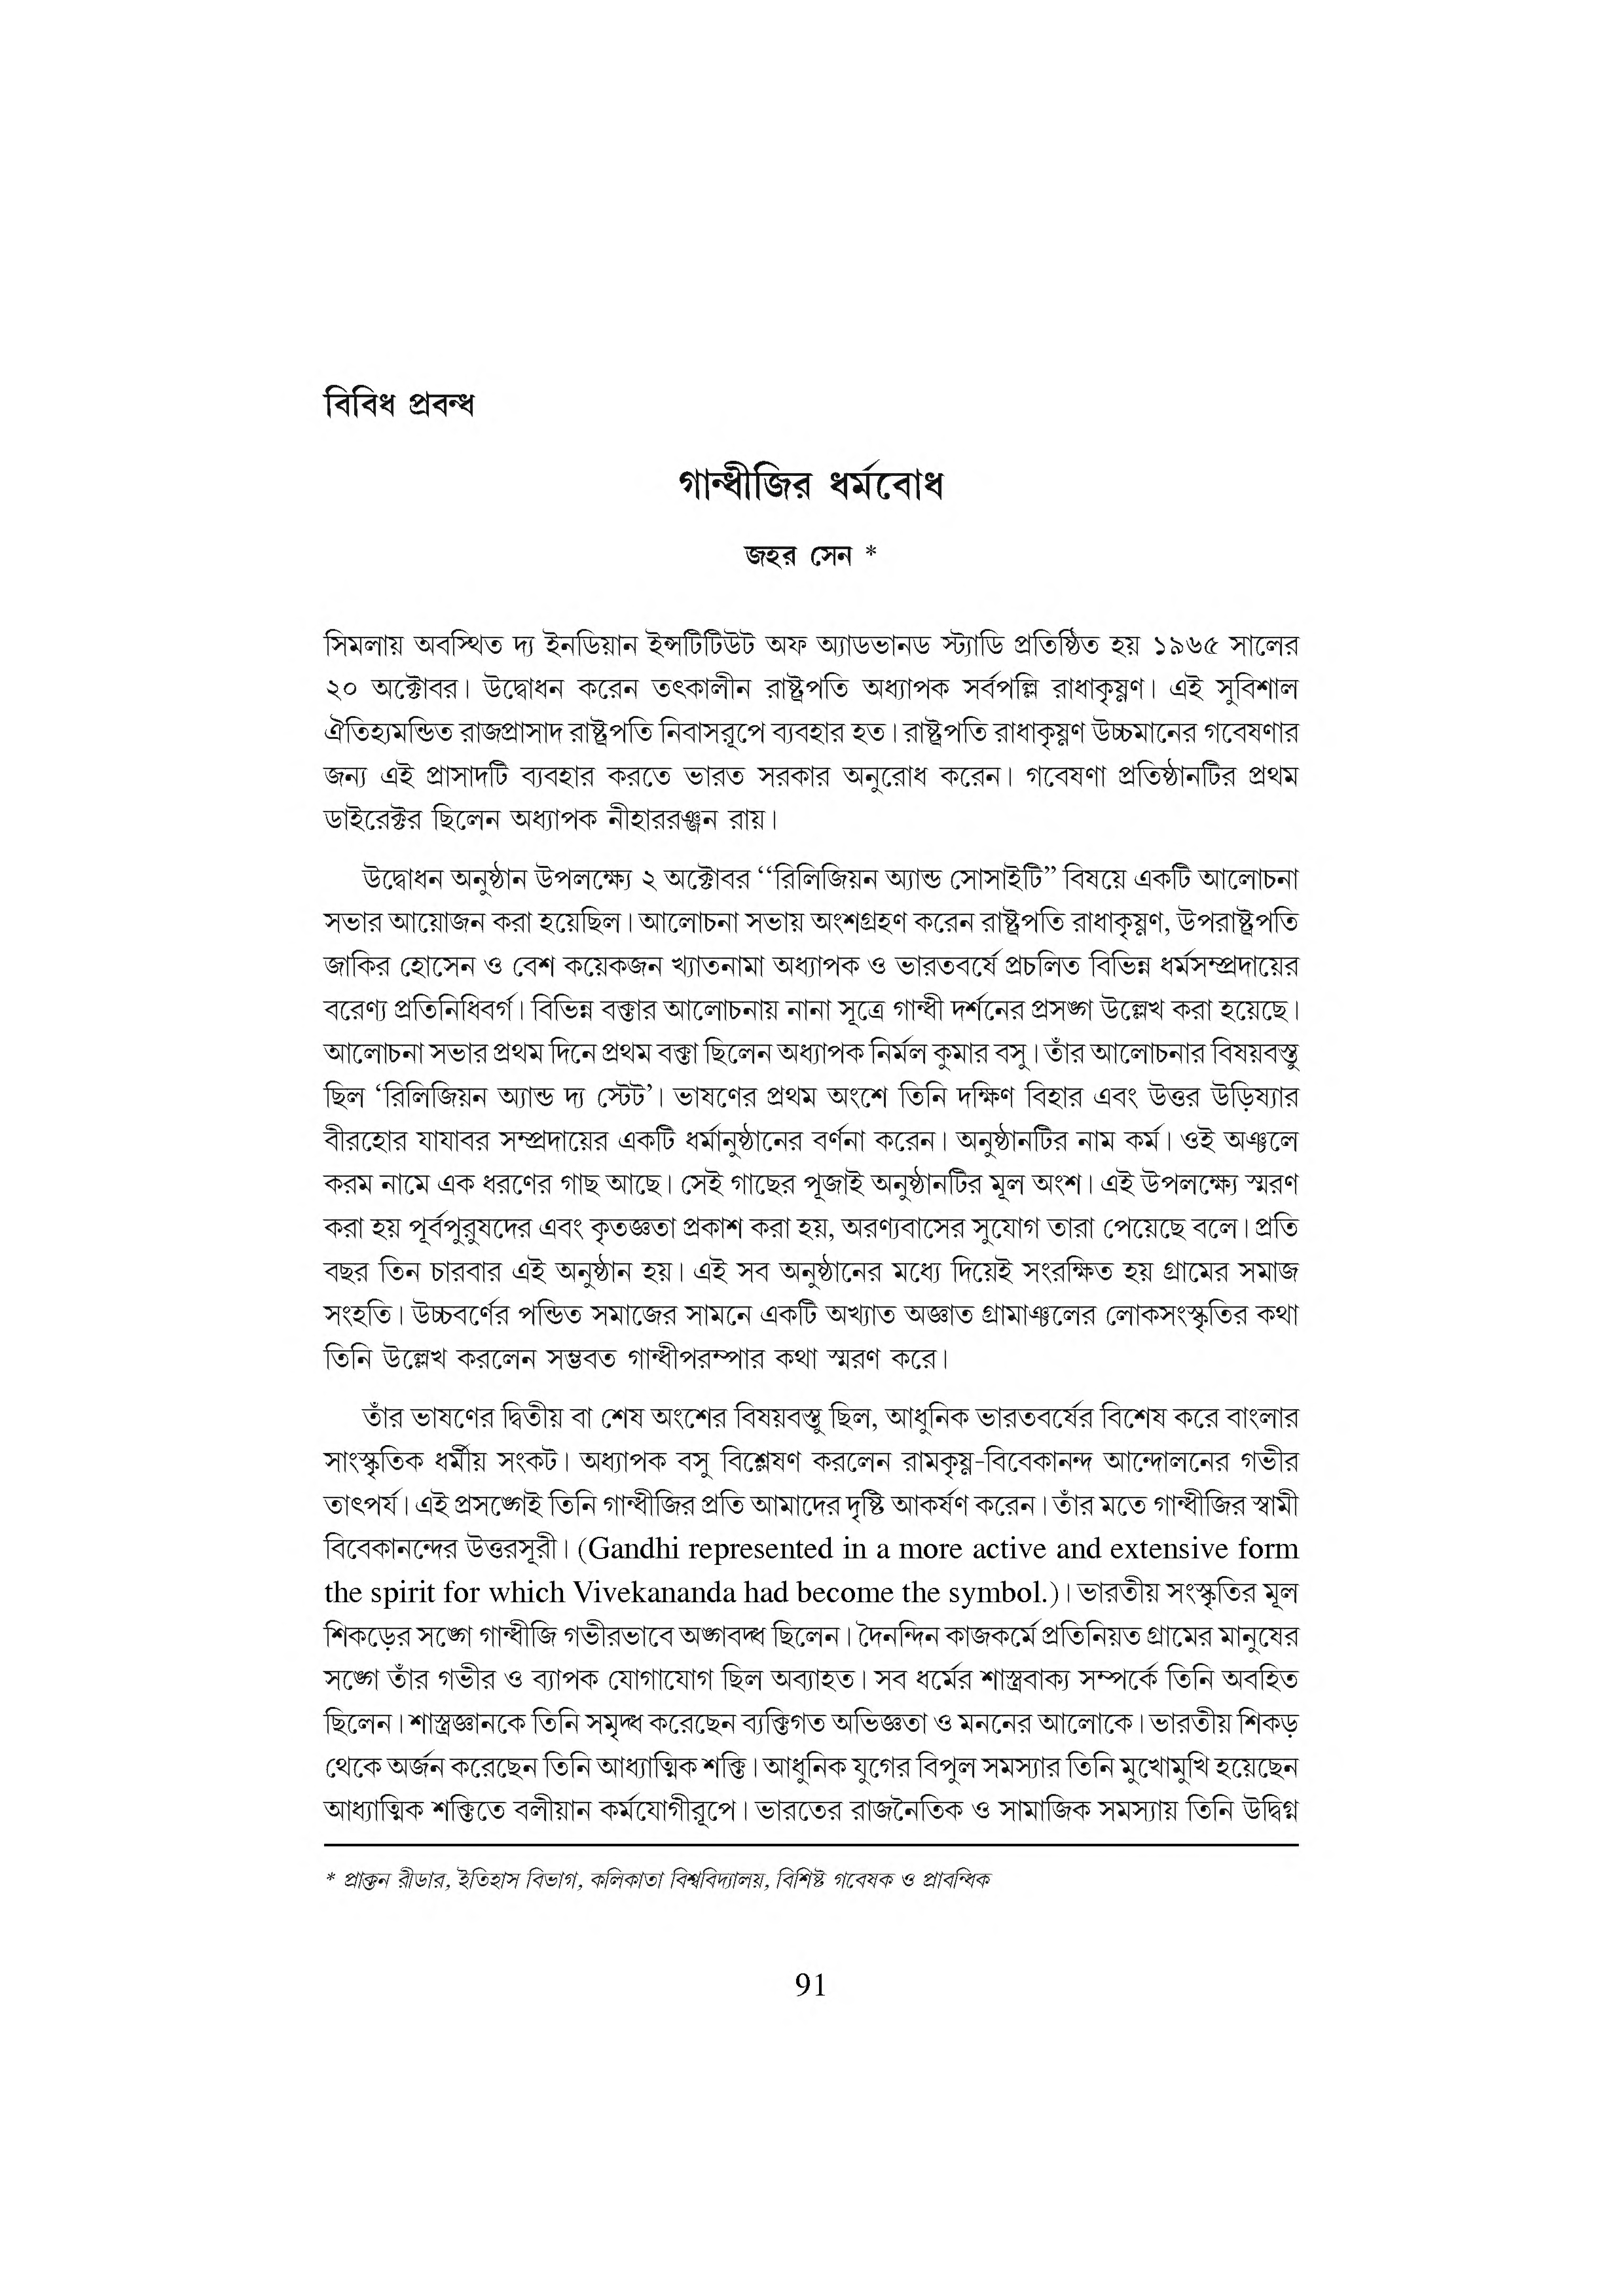 বিবিধ প্রবন্ধ
গান্ধীজির ধর্মবোধ
জহর সেন *
সিমলায় অবস্থিত দ্য ইনডিয়ান ইন্সটিটিউট অফ অ্যাডভানড স্ট্যাডি প্রতিষ্ঠিত হয় ১৯৬৫ সালের
২০ অক্টোবর। উদ্বোধন করেন তৎকালীন রাষ্ট্রপতি অধ্যাপক সর্বপল্লি রাধাকৃষ্ণণ। এই সুবিশাল
ঐতিহ্যমন্ডিত রাজপ্রাসাদ রাষ্ট্রপতি নিবাসরূপে ব্যবহার হত। রাষ্ট্রপতি রাধাকৃষ্ণণ উচ্চমানের গবেষণার
জন্য এই প্রাসাদটি ব্যবহার করতে ভারত সরকার অনুরোধ করেন। গবেষণা প্রতিষ্ঠানটির প্রথম
ডাইরেক্টর ছিলেন অধ্যাপক নীহাররঞ্জন রায়।
উদ্বোধন অনুষ্ঠান উপলক্ষ্যে ২ অক্টোবর “রিলিজিয়ন অ্যান্ড সোসাইটি” বিষয়ে একটি আলোচনা
সভার আয়োজন করা হয়েছিল। আলোচনা সভায় অংশগ্রহণ করেন রাষ্ট্রপতি রাধাকৃষ্ণণ, উপরাষ্ট্রপতি
জাকির হোসেন ও বেশ কয়েকজন খ্যাতনামা অধ্যাপক ও ভারতবর্ষে প্রচলিত বিভিন্ন ধর্মসম্প্রদায়ের
বরেণ্য প্রতিনিধিবর্গ। বিভিন্ন বক্তার আলোচনায় নানা সূত্রে গান্ধী দর্শনের প্রসঙ্গ উল্লেখ করা হয়েছে।
আলোচনা সভার প্রথম দিনে প্রথম বক্তা ছিলেন অধ্যাপক নির্মল কুমার বসু। তাঁর আলোচনার বিষয়বস্তু
ছিল ‘রিলিজিয়ন অ্যান্ড দ্য স্টেট’। ভাষণের প্রথম অংশে তিনি দক্ষিণ বিহার এবং উত্তর উড়িষ্যার
বীরহোর যাযাবর সম্প্রদায়ের একটি ধর্মানুষ্ঠানের বর্ণনা করেন। অনুষ্ঠানটির নাম কর্ম। ওই অঞ্চলে
করম নামে এক ধরণের গাছ আছে। সেই গাছের পূজাই অনুষ্ঠানটির মূল অংশ। এই উপলক্ষ্যে স্মরণ
করা হয় পূর্বপুরুষদের এবং কৃতজ্ঞতা প্রকাশ করা হয়, অরণ্যবাসের সুযোগ তারা পেয়েছে বলে। প্রতি
বছর তিন চারবার এই অনুষ্ঠান হয়। এই সব অনুষ্ঠানের মধ্যে দিয়েই সংরক্ষিত হয় গ্রামের সমাজ
সংহতি। উচ্চবর্ণের পন্ডিত সমাজের সামনে একটি অখ্যাত অজ্ঞাত গ্রামাঞ্চলের লোকসংস্কৃতির কথা
তিনি উল্লেখ করলেন সম্ভবত গান্ধীপরম্পার কথা স্মরণ করে।
তাঁর ভাষণের দ্বিতীয় বা শেষ অংশের বিষয়বস্তু ছিল, আধুনিক ভারতবর্ষের বিশেষ করে বাংলার
সাংস্কৃতিক ধর্মীয় সংকট। অধ্যাপক বসু বিশ্লেষণ করলেন রামকৃষ্ণ-বিবেকানন্দ আন্দোলনের গভীর
তাৎপর্য। এই প্রসঙ্গেই তিনি গান্ধীজির প্রতি আমাদের দৃষ্টি আকর্ষণ করেন। তাঁর মতে গান্ধীজির স্বামী
বিবেকানন্দের উত্তরসূরী। (Gandhi represented in a more active and extensive form
the spirit for which Vivekananda had become the symbol.)। ভারতীয় সংস্কৃতির মূল
শিকড়ের সঙ্গে গান্ধীজি গভীরভাবে অঙ্গবদ্ধ ছিলেন। দৈনন্দিন কাজকর্মে প্রতিনিয়ত গ্রামের মানুষের
সঙ্গে তাঁর গভীর ও ব্যাপক যোগাযোগ ছিল অব্যাহত। সব ধর্মের শাস্ত্রবাক্য সম্পর্কে তিনি অবহিত
ছিলেন। শাস্ত্রজ্ঞানকে তিনি সমৃদ্ধ করেছেন ব্যক্তিগত অভিজ্ঞতা ও মননের আলোকে। ভারতীয় শিকড়
থেকে অর্জন করেছেন তিনি আধ্যাত্মিক শক্তি। আধুনিক যুগের বিপুল সমস্যার তিনি মুখোমুখি হয়েছেন
আধ্যাত্মিক শক্তিতে বলীয়ান কর্মযোগীরূপে। ভারতের রাজনৈতিক ও সামাজিক সমস্যায় তিনি উদ্বিগ্ন
* প্রাক্তন রীডার, ইতিহাস বিভাগ, কলিকাতা বিশ্ববিদ্যালয়, বিশিষ্ট গবেষক ও প্রাবন্ধিক
91